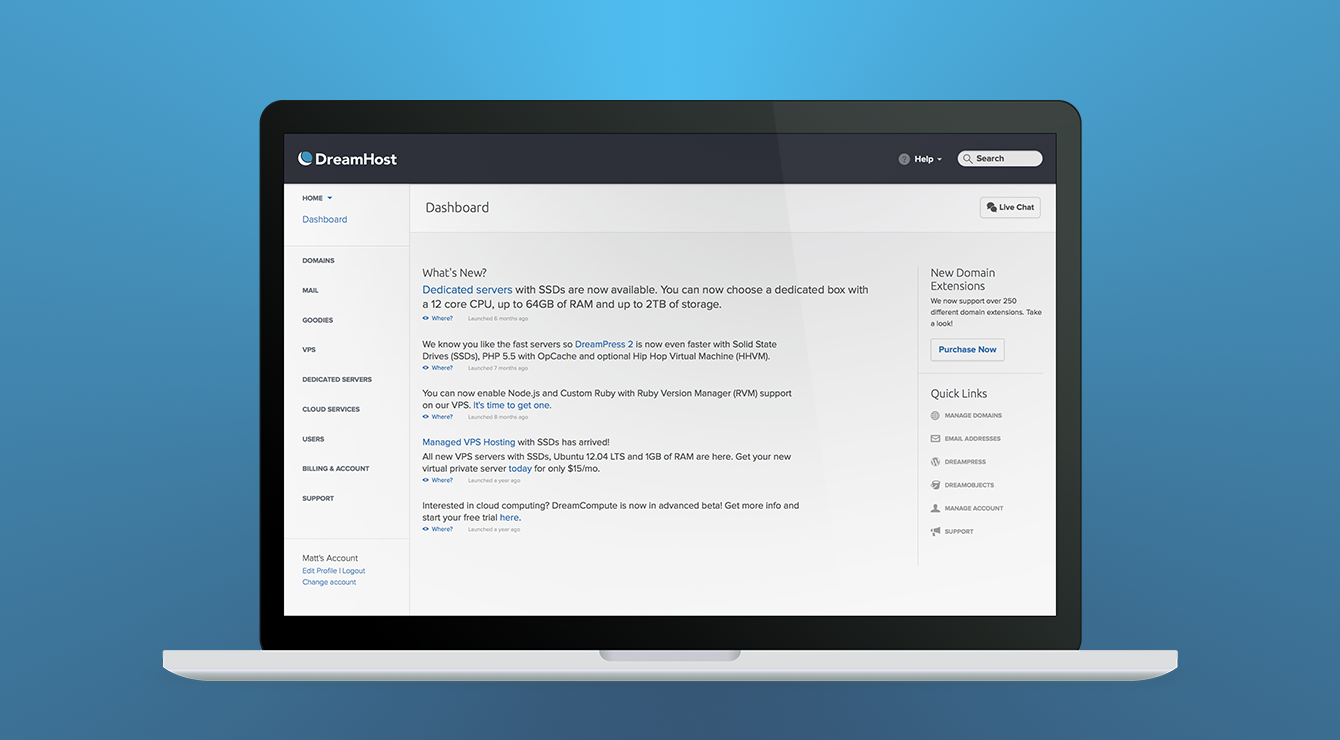 DreamHost
Help
Search
HOME
Dashboard
DOMAINS
MAIL
GOODIES
VPS
DEDICATED SERVERS
CLOUD SERVICES
USERS
BILLING & ACCOUNT
SUPPORT
Matt's Account
Edit Profile | Logout
Change account
Dashboard
Live Chat
What's New?
Dedicated servers with SSDs are now available. You can now choose a dedicated box with
a 12 core CPU, up to 64GB of RAM and up to 2TB of storage.
Where? Launched 6 months ago
We know you like the fast servers so DreamPress 2 is now even faster with Solid State
Drives (SSDs), PHP 5.5 with OpCache and optional Hip Hop Virtual Machine (HHVM).
Where? Launched 7 months ago
You can now enable Node.js and Custom Ruby with Ruby Version Manager (RVM) support
on our VPS. It's time to get one.
Where? Launched 8 months ago
Managed VPS Hosting with SSDs has arrived!
All new VPS servers with SSDs, Ubuntu 12.04 LTS and 1GB of RAM are here. Get your new
virtual private server today for only $15/mo.
Where? Launched a year ago
Interested in cloud computing? DreamCompute is now in advanced beta! Get more info and
start your free trial here.
Where? Launched a year ago
New Domain
Extensions
We now support over 250
different domain extensions. Take
a look!
Purchase Now
Quick Links
MANAGE DOMAINS
EMAIL ADDRESSES
DREAMPRESS
DREAMOBJECTS
MANAGE ACCOUNT
SUPPORT